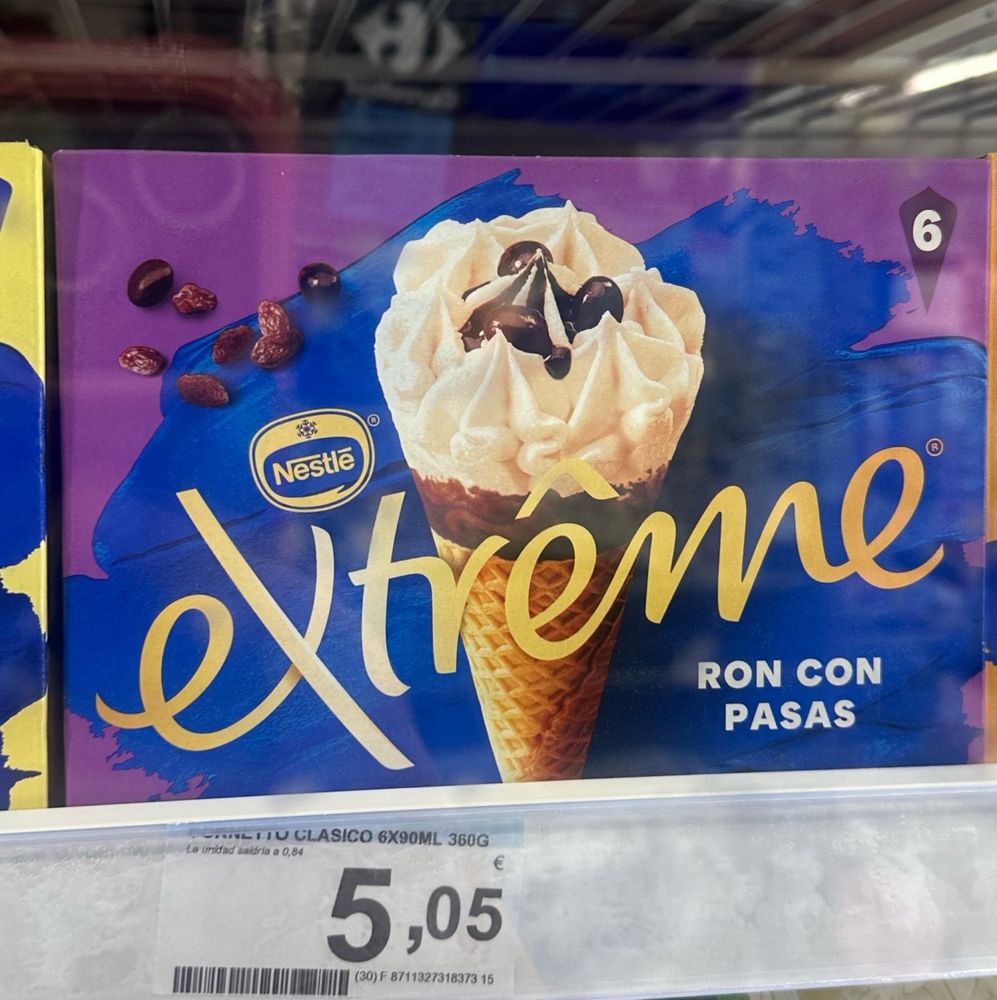 6
Nestlé®
extrême®
RON CON
PASAS
CORNETTO CLASICO 6X90ML 360G
La unidad saldría a 0,84
€
5,05
(30) F 8711327318373 15